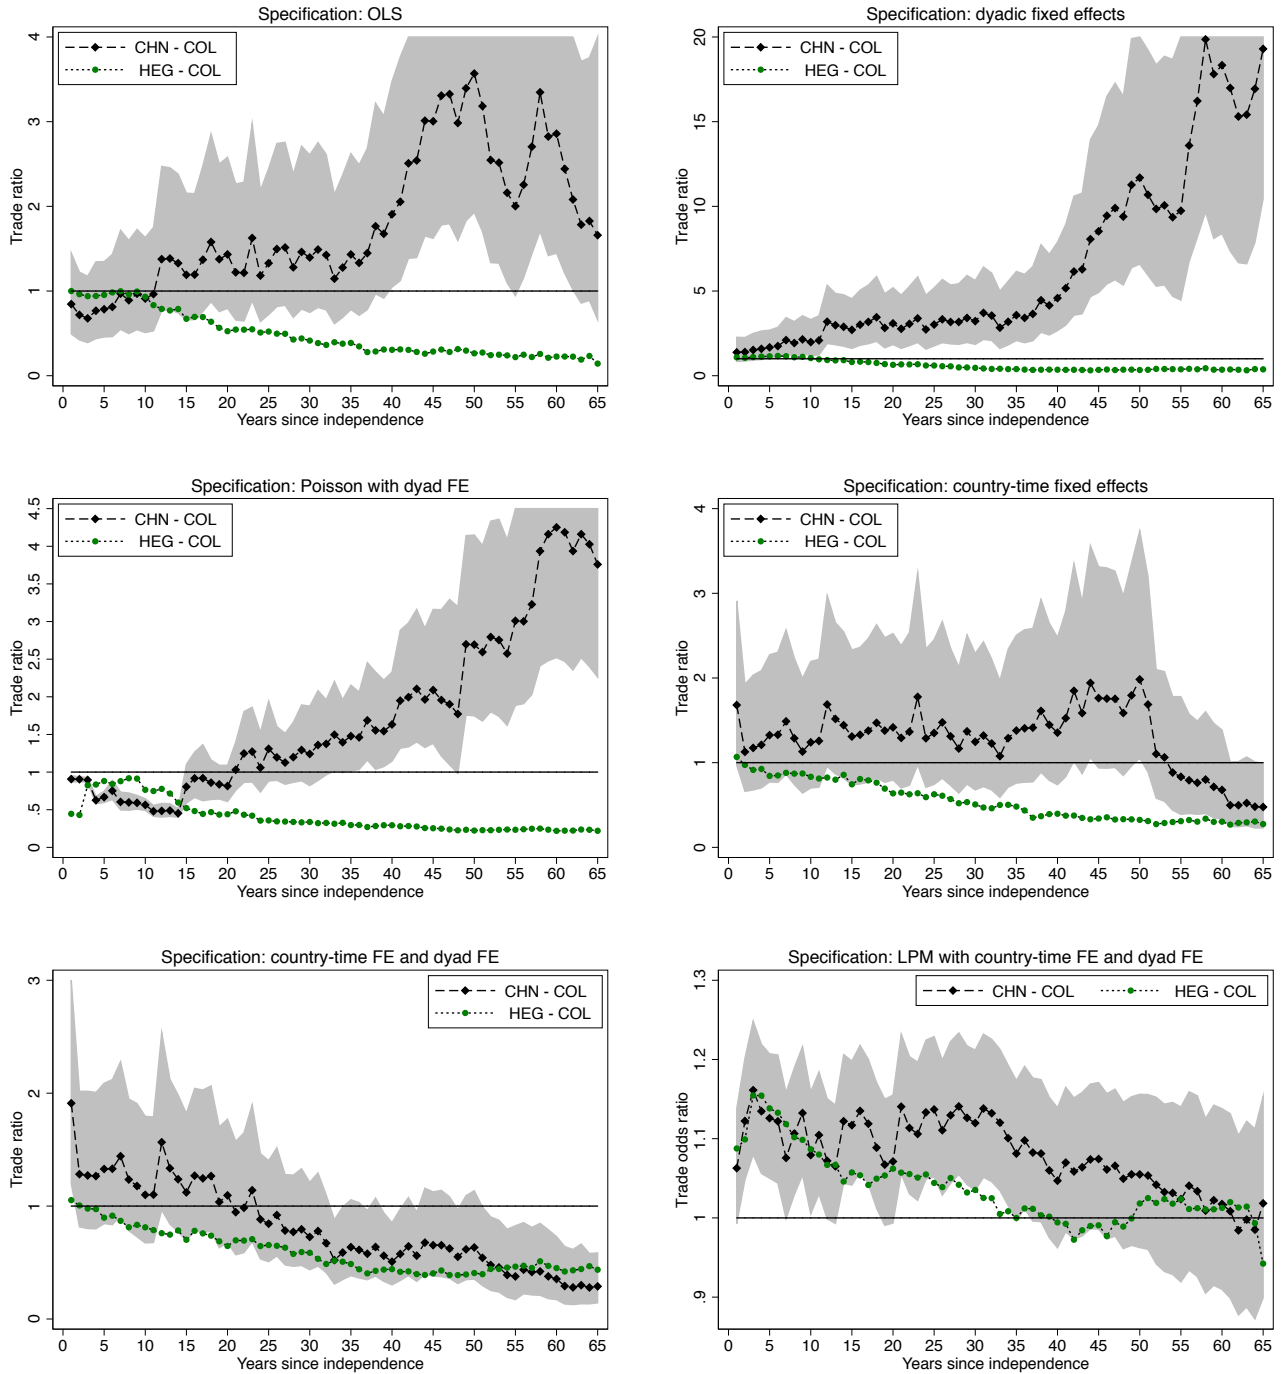 Specification: OLS
CHN - COL
HEG - COL
Trade ratio
0 1 2 3 4
0 5 10 15 20 25 30 35 40 45 50 55 60 65
Years since independence
Specification: dyadic fixed effects
CHN - COL
HEG - COL
Trade ratio
0 5 10 15 20
0 5 10 15 20 25 30 35 40 45 50 55 60 65
Years since independence
Specification: Poisson with dyad FE
CHN - COL
HEG - COL
Trade ratio
0 .5 1 1.5 2 2.5 3 3.5 4 4.5
0 5 10 15 20 25 30 35 40 45 50 55 60 65
Years since independence
Specification: country-time fixed effects
CHN - COL
HEG - COL
Trade ratio
0 1 2 3 4
0 5 10 15 20 25 30 35 40 45 50 55 60 65
Years since independence
Specification: country-time FE and dyad FE
CHN - COL
HEG - COL
Trade ratio
0 1 2 3
0 5 10 15 20 25 30 35 40 45 50 55 60 65
Years since independence
Specification: LPM with country-time FE and dyad FE
CHN - COL HEG - COL
Trade odds ratio
.9 1 1.1 1.2 1.3
0 5 10 15 20 25 30 35 40 45 50 55 60 65
Years since independence